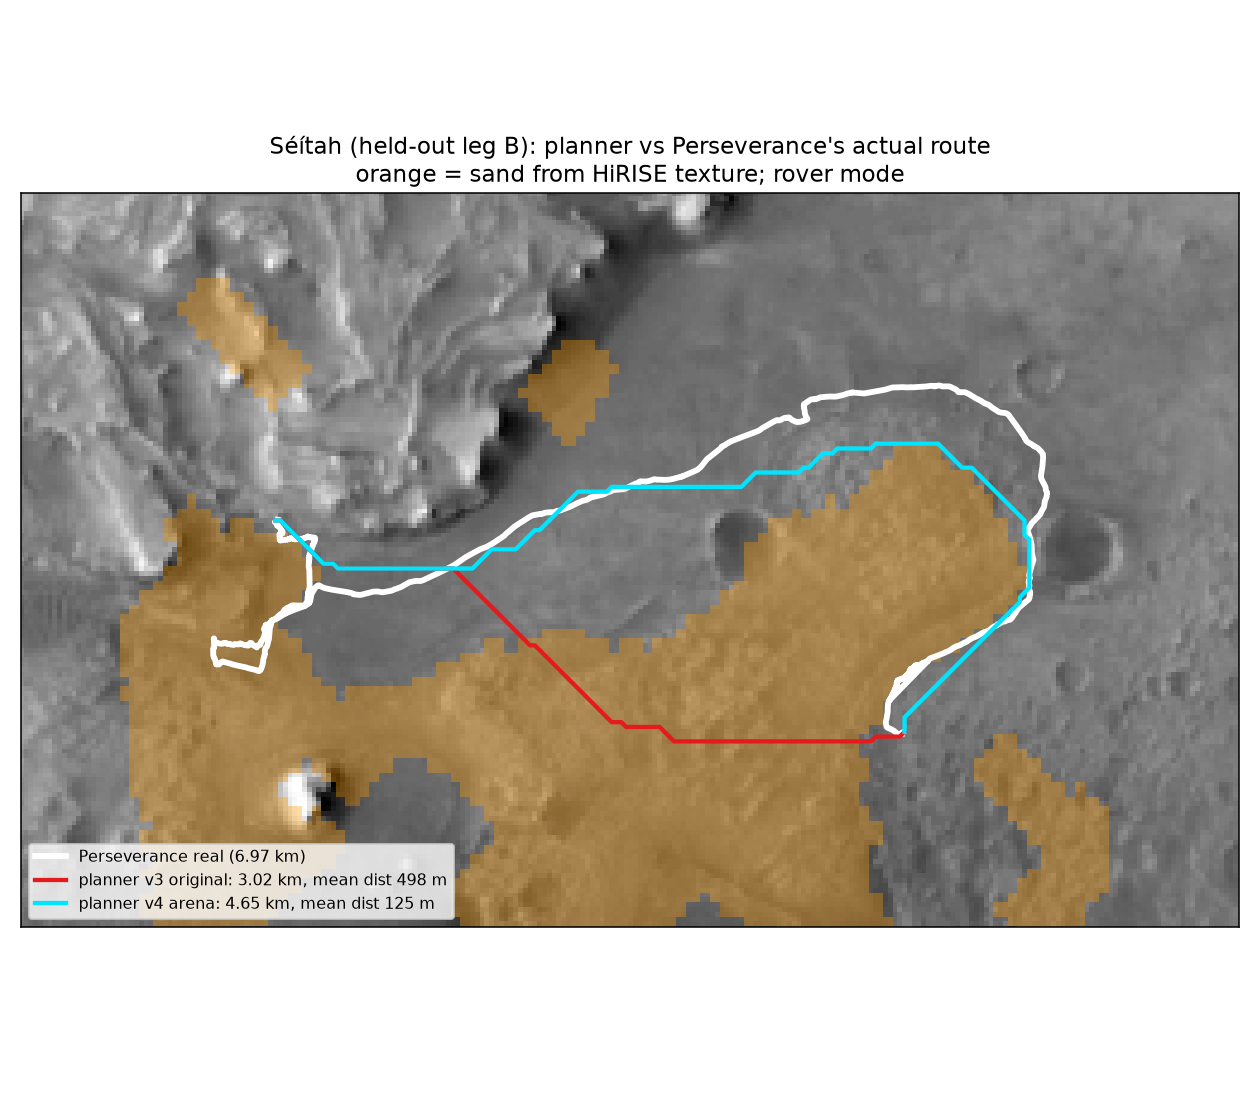 Séítah (held-out leg B): planner vs Perseverance's actual route
orange = sand from HiRISE texture; rover mode
Perseverance real (6.97 km)
planner v3 original: 3.02 km, mean dist 498 m
planner v4 arena: 4.65 km, mean dist 125 m